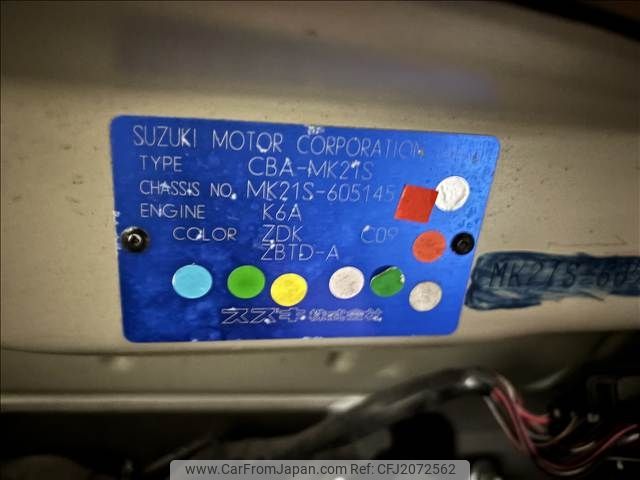 SUZUKI MOTOR CORPORATION
TYPE CBA-MK21S
CHASSIS NO. MK21S-605145
ENGINE K6A
COLOR ZDK C09
ZBTD-A
スズキ株式会社
MK21S-60
www.CarFromJapan.com | ID:CFJ2072562